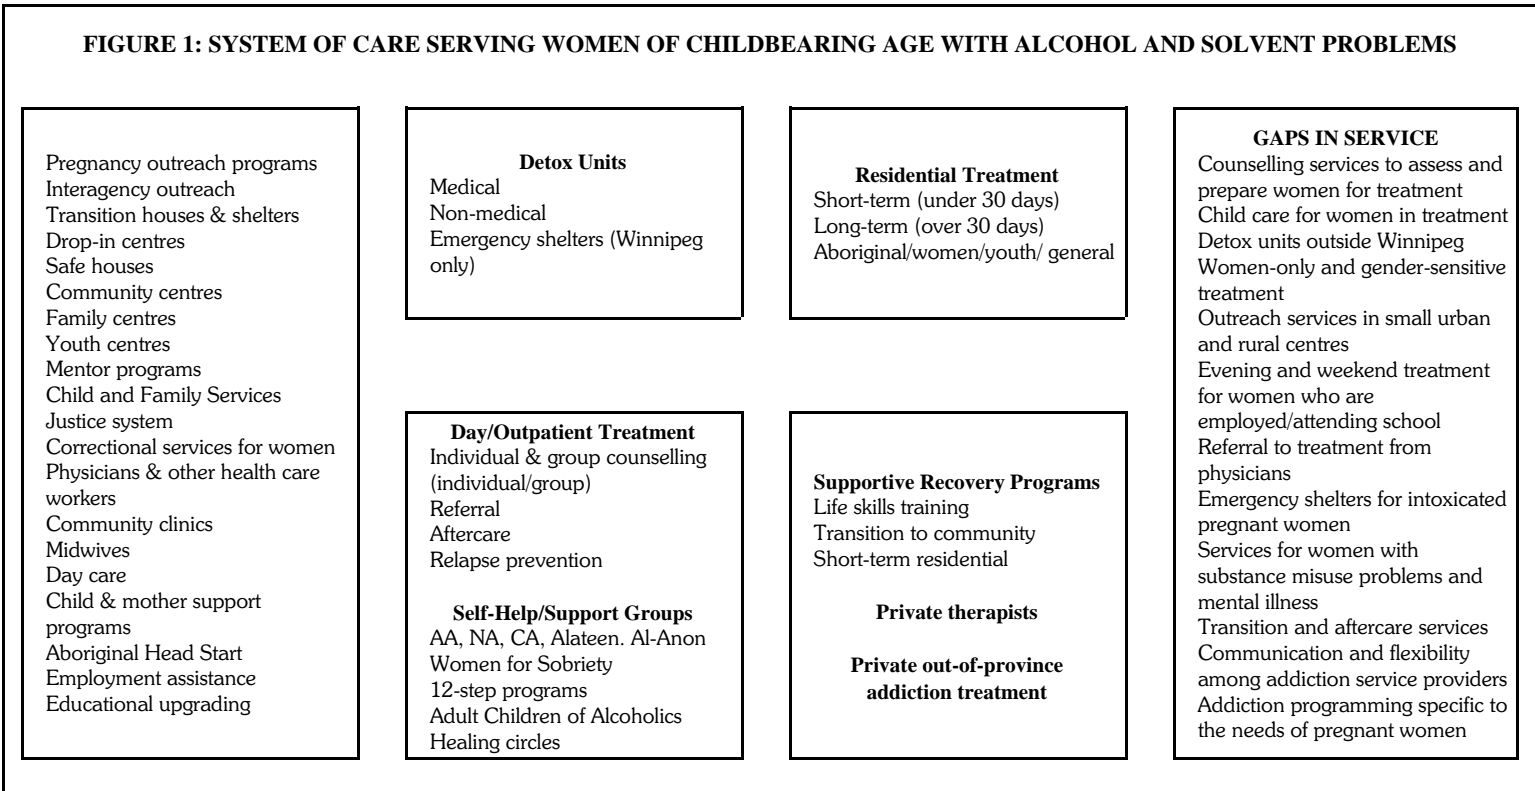 FIGURE 1: SYSTEM OF CARE SERVING WOMEN OF CHILDBEARING AGE WITH ALCOHOL AND SOLVENT PROBLEMS
Pregnancy outreach programs
Interagency outreach
Transition houses & shelters
Drop-in centres
Safe houses
Community centres
Family centres
Youth centres
Mentor programs
Child and Family Services
Justice system
Correctional services for women
Physicians & other health care
workers
Community clinics
Midwives
Day care
Child & mother support
programs
Aboriginal Head Start
Employment assistance
Educational upgrading
Detox Units
Medical
Non-medical
Emergency shelters (Winnipeg
only)
Residential Treatment
Short-term (under 30 days)
Long-term (over 30 days)
Aboriginal/women/youth/ general
Day/Outpatient Treatment
Individual & group counselling
(individual/group)
Referral
Aftercare
Relapse prevention
Self-Help/Support Groups
AA, NA, CA, Alateen. Al-Anon
Women for Sobriety
12-step programs
Adult Children of Alcoholics
Healing circles
Supportive Recovery Programs
Life skills training
Transition to community
Short-term residential
Private therapists
Private out-of-province
addiction treatment
GAPS IN SERVICE
Counselling services to assess and
prepare women for treatment
Child care for women in treatment
Detox units outside Winnipeg
Women-only and gender-sensitive
treatment
Outreach services in small urban
and rural centres
Evening and weekend treatment
for women who are
employed/attending school
Referral to treatment from
physicians
Emergency shelters for intoxicated
pregnant women
Services for women with
substance misuse problems and
mental illness
Transition and aftercare services
Communication and flexibility
among addiction service providers
Addiction programming specific to
the needs of pregnant women